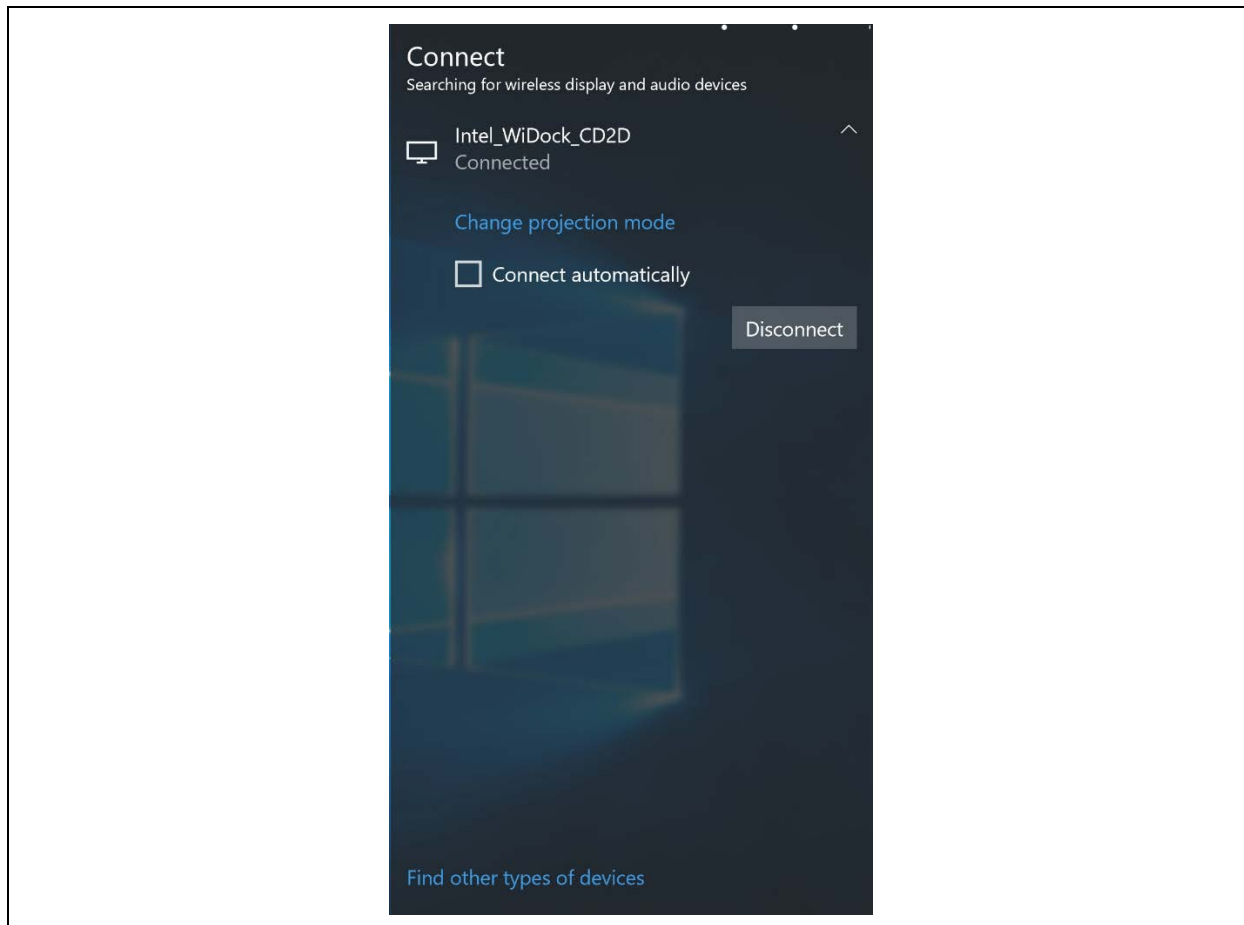 Connect
Searching for wireless display and audio devices
Intel_WiDock_CD2D
Connected
Change projection mode
Connect automatically
Disconnect
Find other types of devices